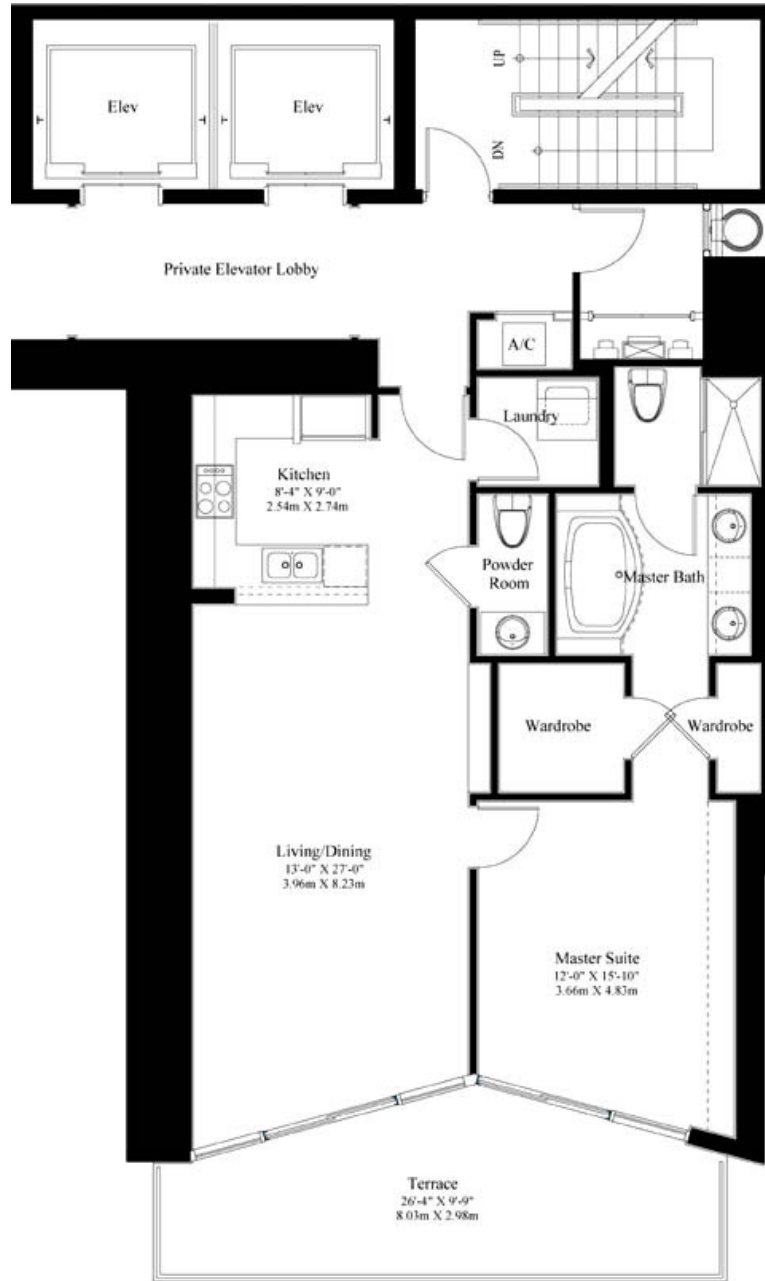 Elev
Elev
UP
DN
Private Elevator Lobby
A/C
Laundry
Kitchen
8'-4" X 9'-0"
2.54m X 2.74m
Powder
Room
Master Bath
Wardrobe
Wardrobe
Living/Dining
13'-0" X 27'-0"
3.96m X 8.23m
Master Suite
12'-0" X 15'-10"
3.66m X 4.83m
Terrace
26'-4" X 9'-9"
8.03m X 2.98m